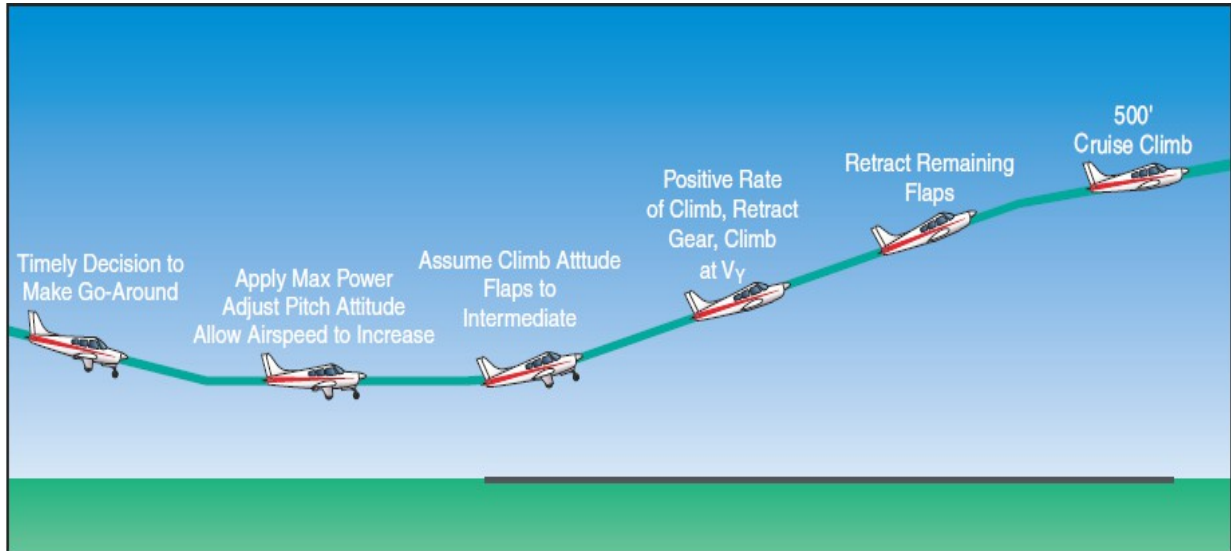 Timely Decision to
Make Go-Around
Apply Max Power
Adjust Pitch Attitude
Allow Airspeed to Increase
Assume Climb Atttude
Flaps to
Intermediate
Positive Rate
of Climb, Retract
Gear, Climb
at VY
Retract Remaining
Flaps
500'
Cruise Climb